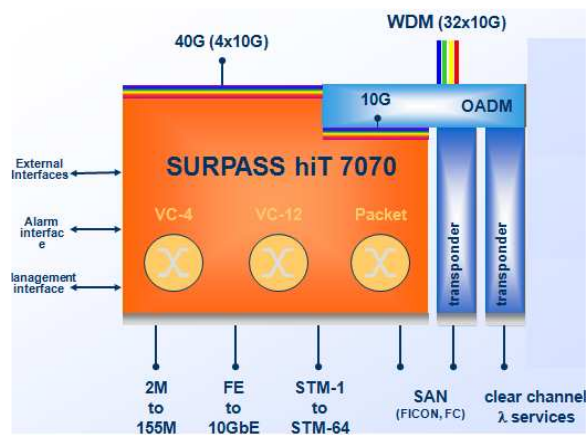 WDM (32x10G)
40G (4x10G)
10G
OADM
SURPASS hiT 7070
External
Interfaces
VC-4
VC-12
Packet
Alarm
interfac
e
Management
interface
transponder
transponder
2M
to
155M
FE
to
10GbE
STM-1
to
STM-64
SAN
(FICON, FC)
clear channel
λ services